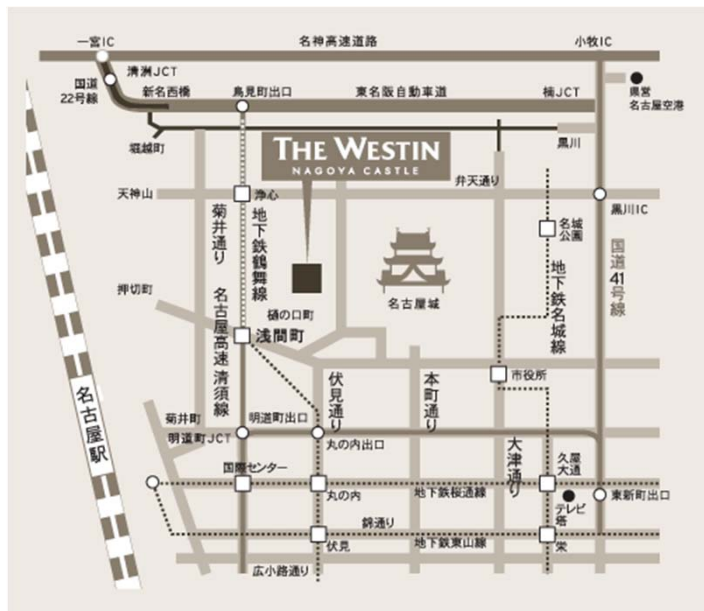 一宮IC
名神高速道路
小牧IC
清洲JCT
国道
22号線
新名西橋
鳥見町出口
東名阪自動車道
楠JCT
県営
名古屋空港
堀越町
黒川
THE WESTIN
NAGOYA CASTLE
天神山
浄心
弁天通り
黒川IC
菊井通り
地下鉄鶴舞線
名城
公園
国道41号線
地下鉄名城線
押切町
樋の口町
名古屋城
名古屋高速 清須線
浅間町
市役所
名古屋駅
伏見通り
本町通り
菊井町
明道町出口
明道町JCT
丸の内出口
大津通り
久屋
大通
国際センター
丸の内
地下鉄桜通線
テレビ
塔
東新町出口
錦通り
伏見
地下鉄東山線
栄
広小路通り